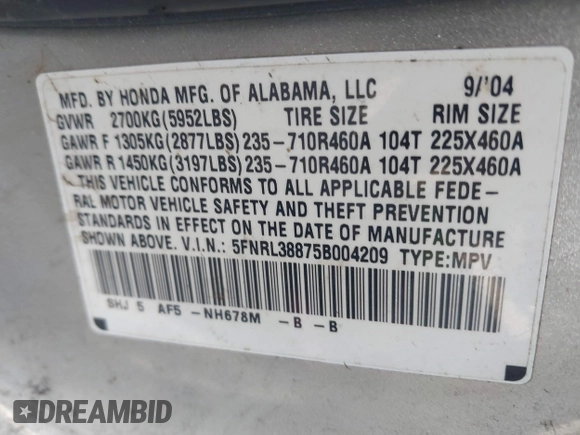 MFD. BY HONDA MFG. OF ALABAMA, LLC 9/'04
GVWR 2700KG(5952LBS) TIRE SIZE RIM SIZE
GAWR F 1305KG(2877LBS) 235-710R460A 104T 225X460A
GAWR R 1450KG(3197LBS) 235-710R460A 104T 225X460A
THIS VEHICLE CONFORMS TO ALL APPLICABLE FEDE-
RAL MOTOR VEHICLE SAFETY AND THEFT PREVENTION
STANDARDS IN EFFECT ON THE DATE OF MANUFACTURE
SHOWN ABOVE. V.I.N.: 5FNRL38875B004209 TYPE:MPV
SHJ 5 AF5 -NH678M -B -B
DREAMBID